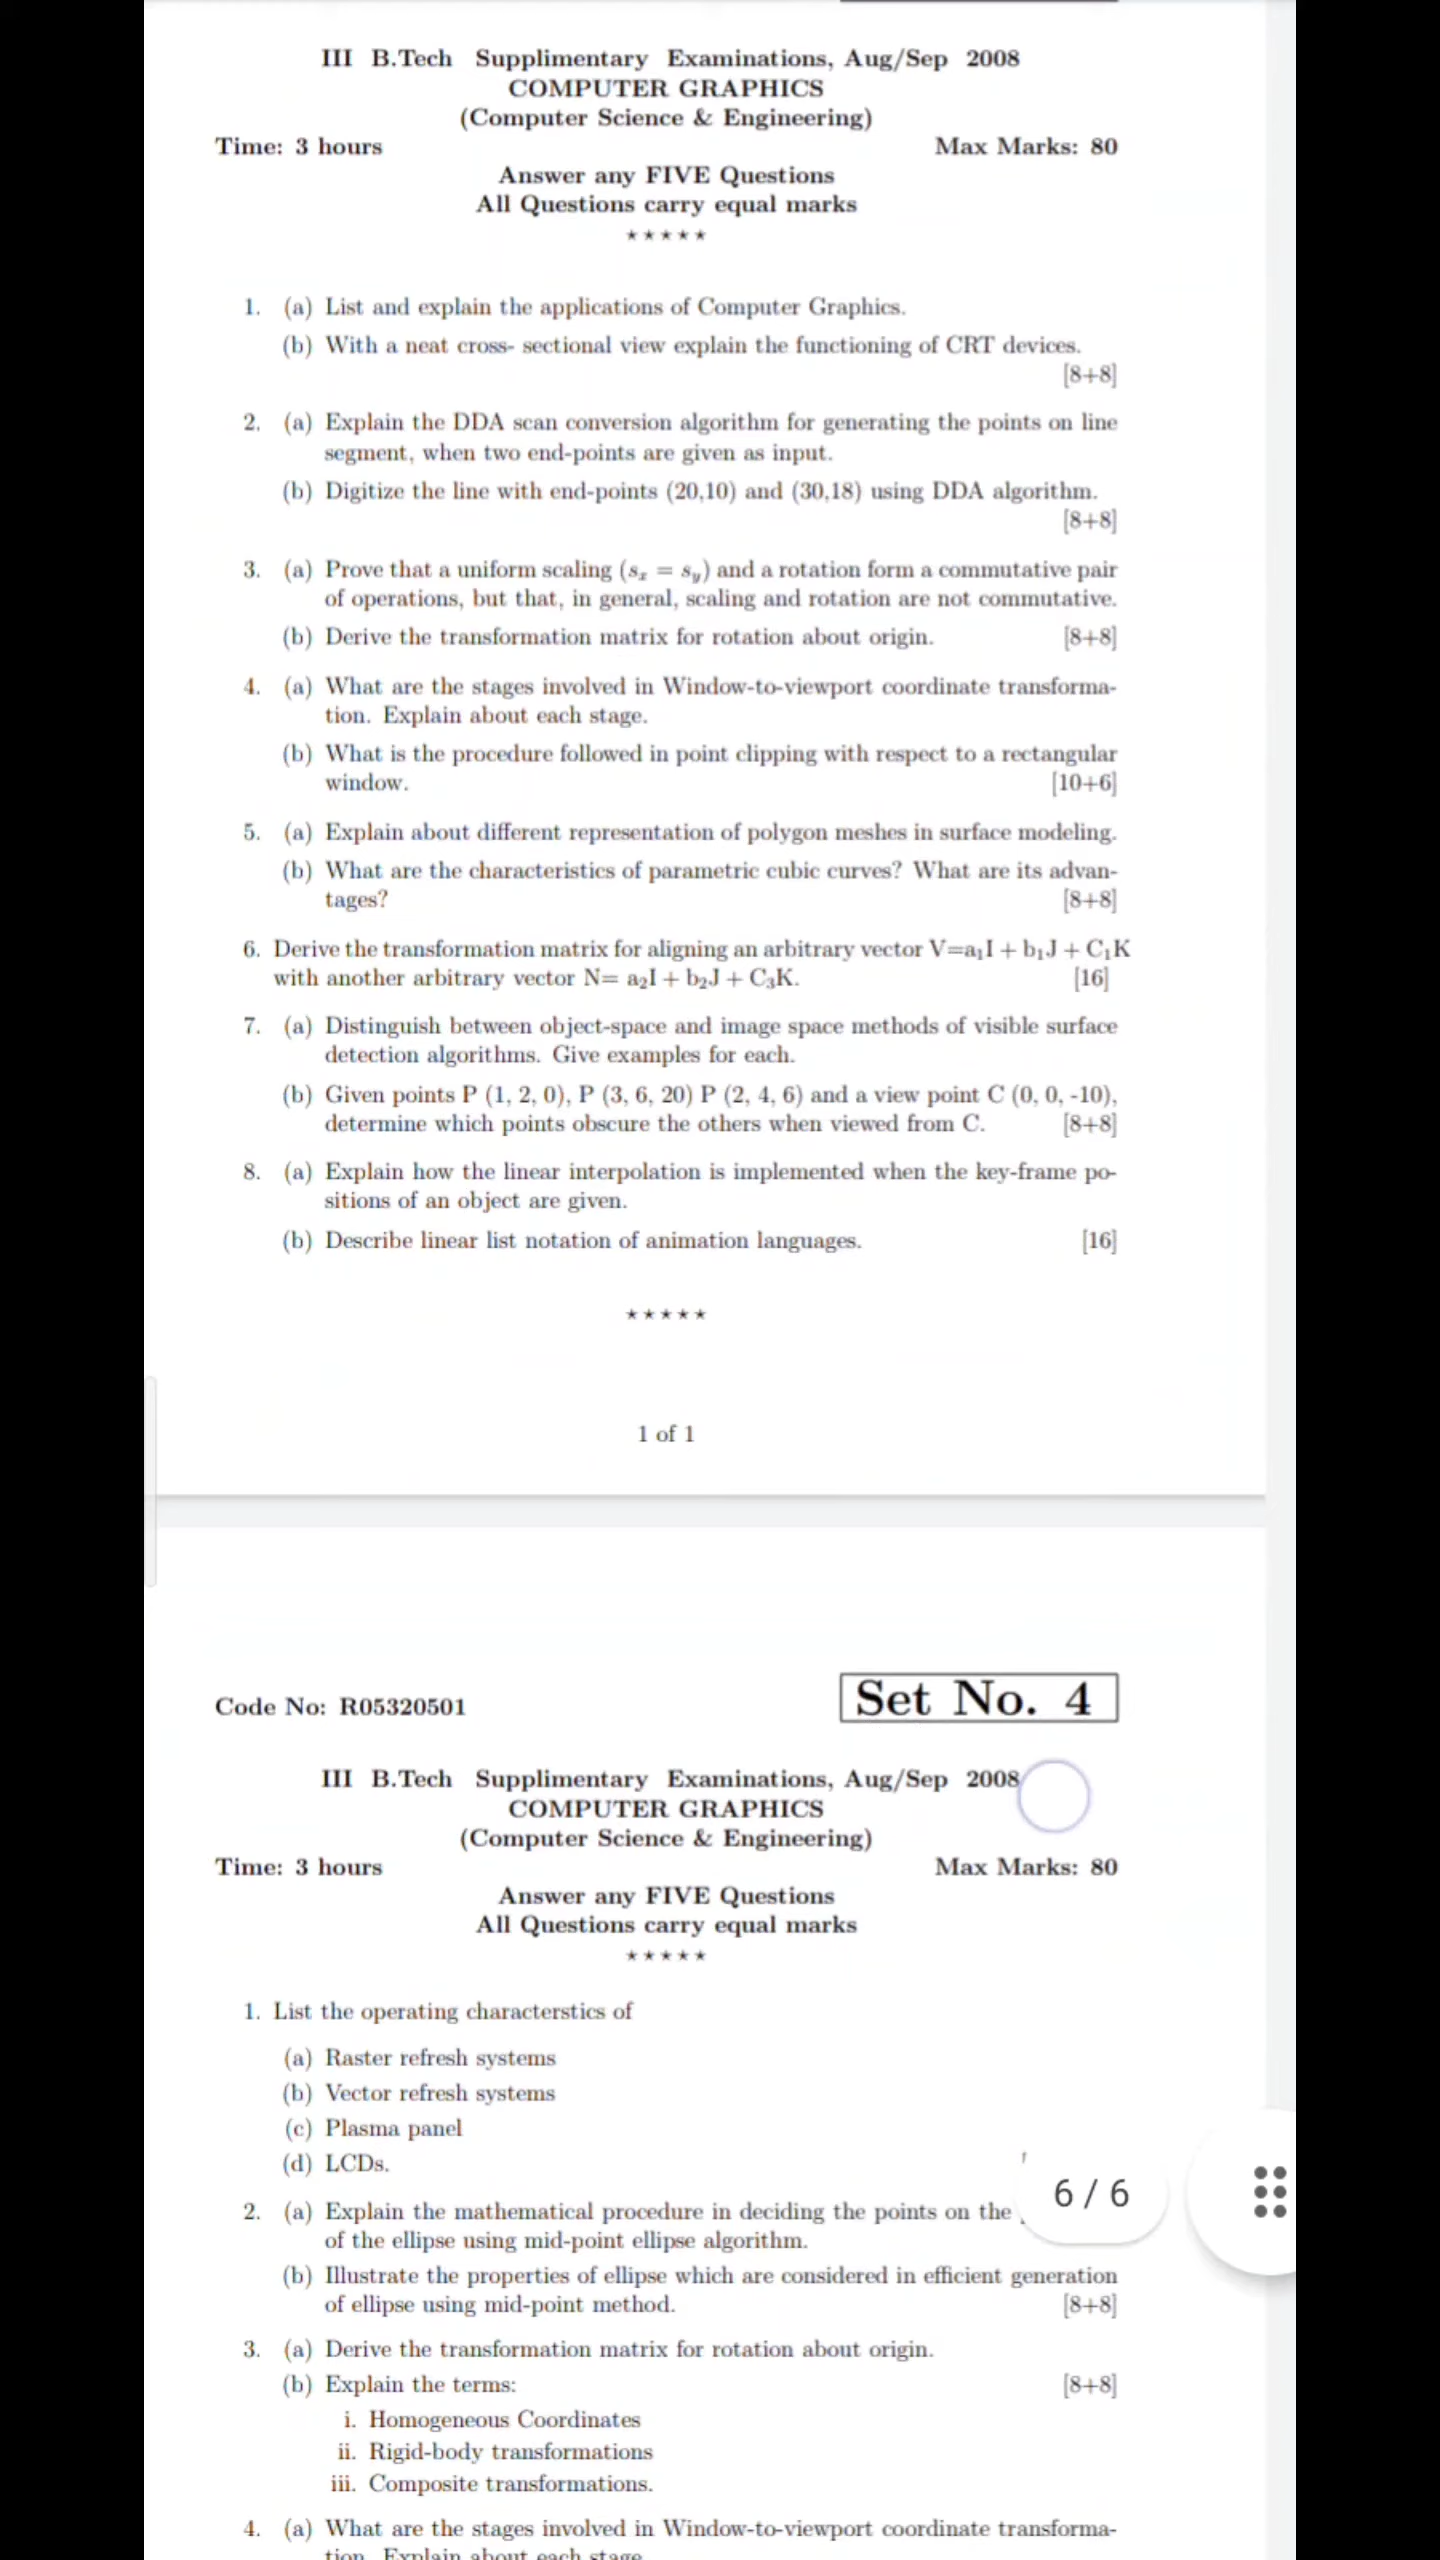 III B.Tech Supplimentary Examinations, Aug/Sep 2008
COMPUTER GRAPHICS
(Computer Science & Engineering)
Time: 3 hours Max Marks: 80
Answer any FIVE Questions
All Questions carry equal marks
⋆ ⋆ ⋆ ⋆ ⋆
1. (a) List and explain the applications of Computer Graphics.
(b) With a neat cross- sectional view explain the functioning of CRT devices.
[8+8]
2. (a) Explain the DDA scan conversion algorithm for generating the points on line
segment, when two end-points are given as input.
(b) Digitize the line with end-points (20,10) and (30,18) using DDA algorithm.
[8+8]
3. (a) Prove that a uniform scaling (sₓ = s_y) and a rotation form a commutative pair
of operations, but that, in general, scaling and rotation are not commutative.
(b) Derive the transformation matrix for rotation about origin. [8+8]
4. (a) What are the stages involved in Window-to-viewport coordinate transforma-
tion. Explain about each stage.
(b) What is the procedure followed in point clipping with respect to a rectangular
window. [10+6]
5. (a) Explain about different representation of polygon meshes in surface modeling.
(b) What are the characteristics of parametric cubic curves? What are its advan-
tages? [8+8]
6. Derive the transformation matrix for aligning an arbitrary vector V=a₁I + b₁J + C₁K
with another arbitrary vector N= a₂I + b₂J + C₃K. [16]
7. (a) Distinguish between object-space and image space methods of visible surface
detection algorithms. Give examples for each.
(b) Given points P (1, 2, 0), P (3, 6, 20) P (2, 4, 6) and a view point C (0, 0, -10),
determine which points obscure the others when viewed from C. [8+8]
8. (a) Explain how the linear interpolation is implemented when the key-frame po-
sitions of an object are given.
(b) Describe linear list notation of animation languages. [16]
⋆ ⋆ ⋆ ⋆ ⋆
1 of 1
Code No: R05320501 Set No. 4
III B.Tech Supplimentary Examinations, Aug/Sep 2008
COMPUTER GRAPHICS
(Computer Science & Engineering)
Time: 3 hours Max Marks: 80
Answer any FIVE Questions
All Questions carry equal marks
⋆ ⋆ ⋆ ⋆ ⋆
1. List the operating characterstics of
(a) Raster refresh systems
(b) Vector refresh systems
(c) Plasma panel
(d) LCDs.
6 / 6
2. (a) Explain the mathematical procedure in deciding the points on the
of the ellipse using mid-point ellipse algorithm.
(b) Illustrate the properties of ellipse which are considered in efficient generation
of ellipse using mid-point method. [8+8]
3. (a) Derive the transformation matrix for rotation about origin.
(b) Explain the terms: [8+8]
i. Homogeneous Coordinates
ii. Rigid-body transformations
iii. Composite transformations.
4. (a) What are the stages involved in Window-to-viewport coordinate transforma-
tion. Explain about each stage